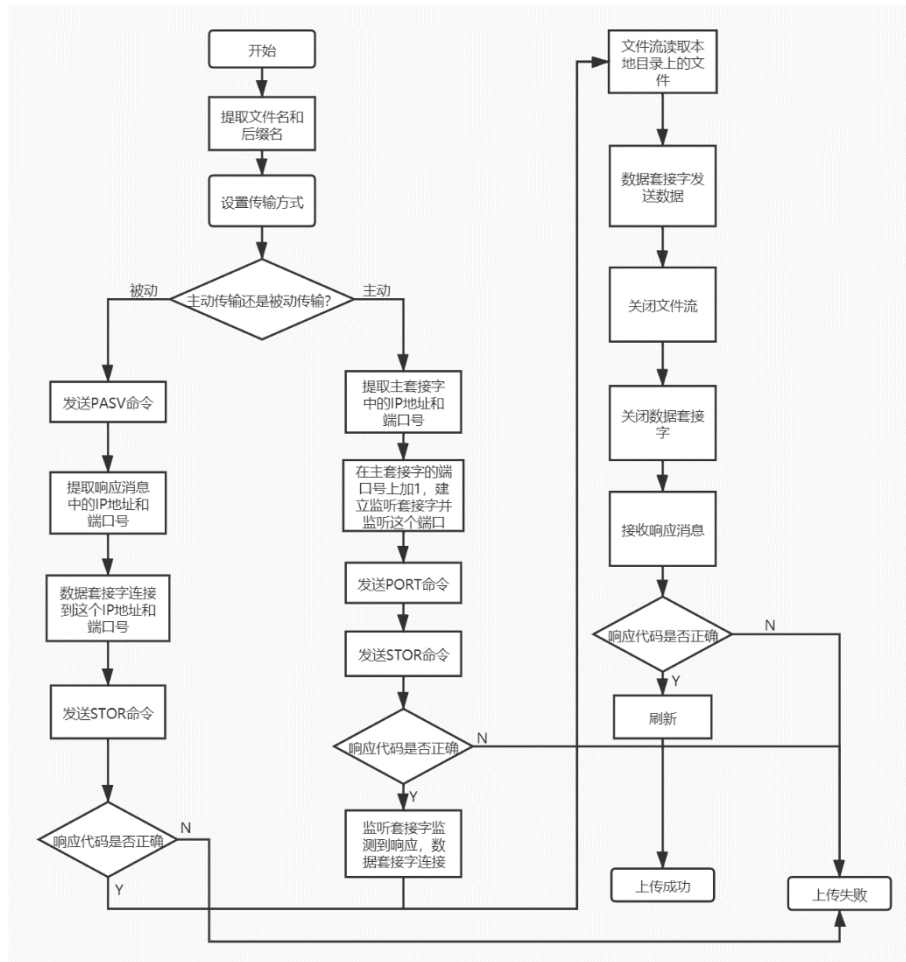 开始
提取文件名和
后缀名
设置传输方式
主动传输还是被动传输?
被动
主动
发送PASV命令
提取响应消息
中的IP地址和
端口号
数据套接字连接
到这个IP地址和
端口号
发送STOR命令
响应代码是否正确
N
Y
提取主套接字
中的IP地址和
端口号
在主套接字的端
口号上加1，建
立监听套接字并
监听这个端口
发送PORT命令
发送STOR命令
响应代码是否正确
N
Y
监听套接字监
测到响应，数
据套接字连接
文件流读取本
地目录上的文
件
数据套接字发
送数据
关闭文件流
关闭数据套接
字
接收响应消息
响应代码是否正确
N
Y
刷新
上传成功
上传失败